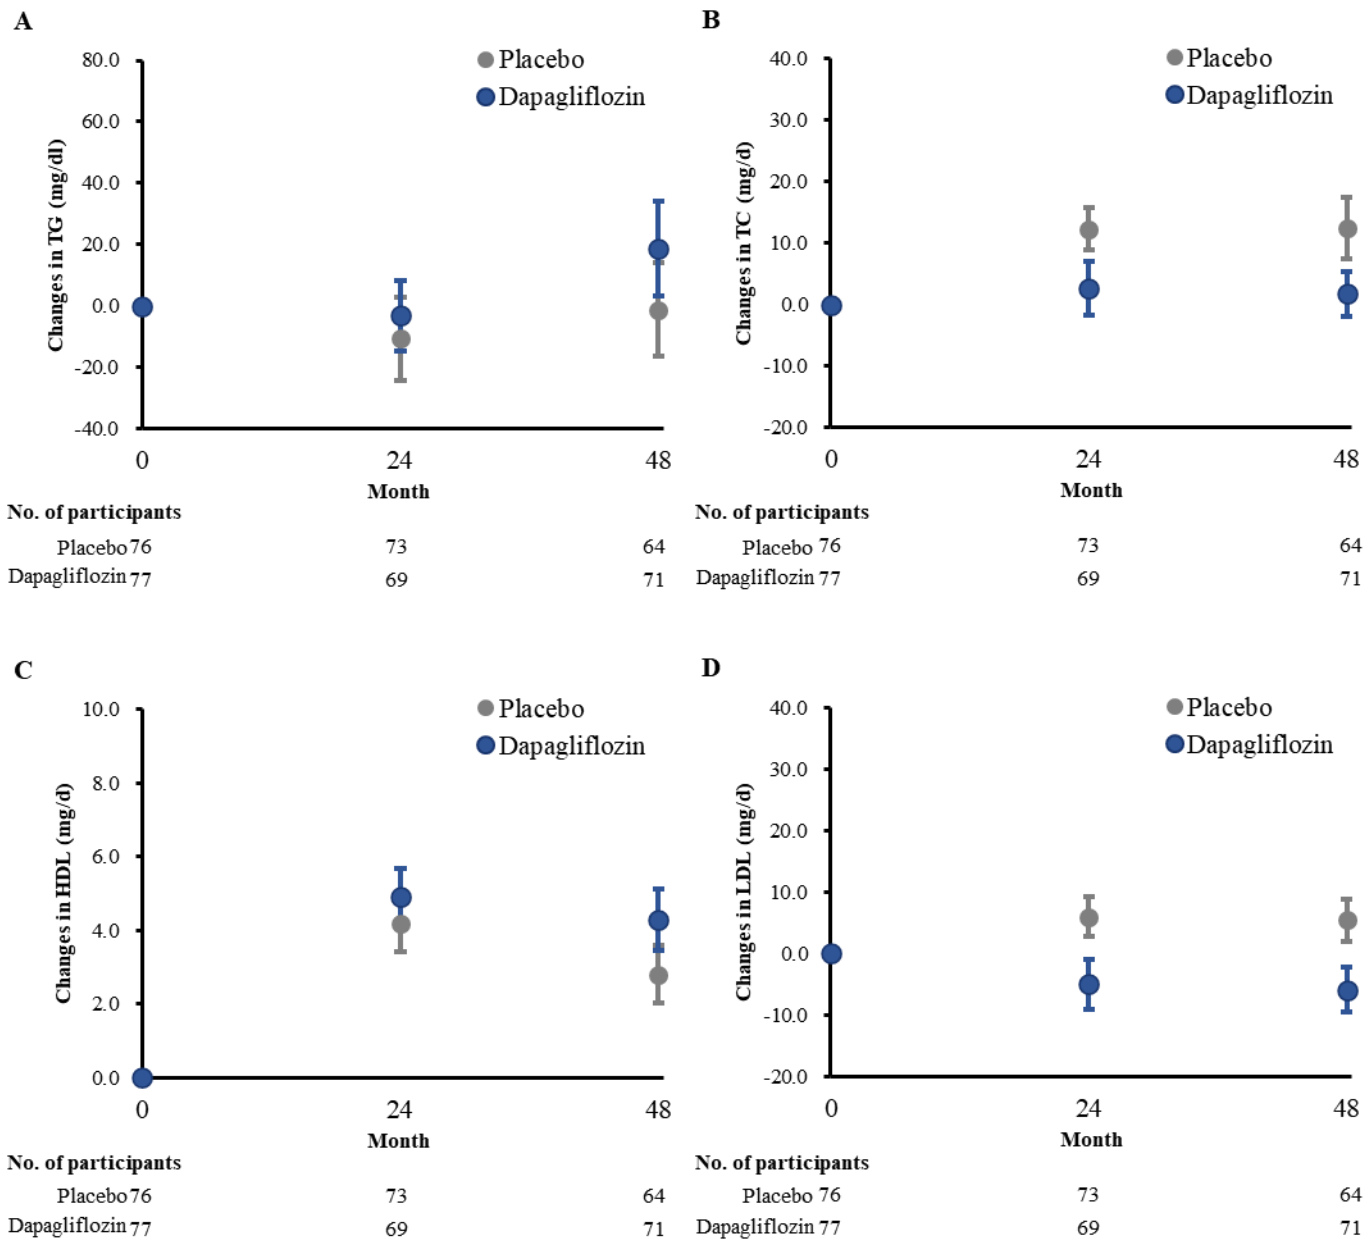 A
Changes in TG (mg/dl)
80.0
60.0
40.0
20.0
0.0
-20.0
-40.0
Placebo
Dapagliflozin
0 24 48
Month
No. of participants
Placebo 76 73 64
Dapagliflozin 77 69 71
B
Changes in TC (mg/d)
40.0
30.0
20.0
10.0
0.0
-10.0
-20.0
Placebo
Dapagliflozin
0 24 48
Month
No. of participants
Placebo 76 73 64
Dapagliflozin 77 69 71
C
Changes in HDL (mg/d)
10.0
8.0
6.0
4.0
2.0
0.0
Placebo
Dapagliflozin
0 24 48
Month
No. of participants
Placebo 76 73 64
Dapagliflozin 77 69 71
D
Changes in LDL (mg/d)
40.0
30.0
20.0
10.0
0.0
-10.0
-20.0
Placebo
Dapagliflozin
0 24 48
Month
No. of participants
Placebo 76 73 64
Dapagliflozin 77 69 71